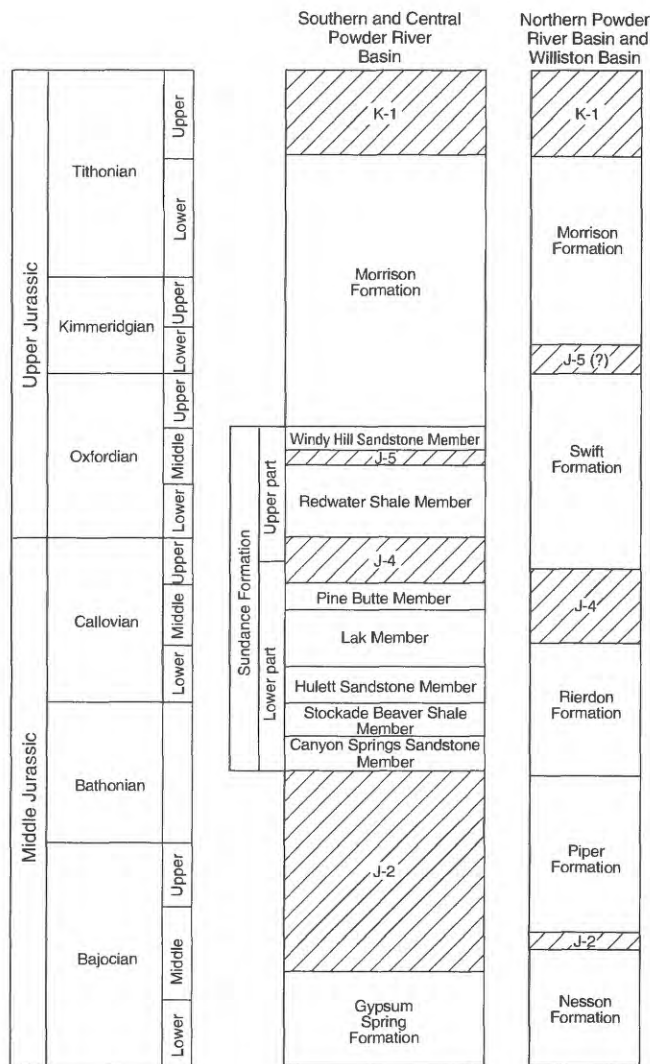 Southern and Central
Powder River
Basin
Northern Powder
River Basin and
Williston Basin
Upper Jurassic
Tithonian
Upper
Lower
Kimmeridgian
Upper
Lower
Oxfordian
Upper
Middle
Lower
Middle Jurassic
Callovian
Upper
Middle
Lower
Bathonian
Bajocian
Upper
Middle
Lower
Sundance Formation
Upper part
Lower part
K-1
Morrison
Formation
Windy Hill Sandstone Member
J-5
Redwater Shale Member
J-4
Pine Butte Member
Lak Member
Hulett Sandstone Member
Stockade Beaver Shale
Member
Canyon Springs Sandstone
Member
J-2
Gypsum
Spring
Formation
K-1
Morrison
Formation
J-5 (?)
Swift
Formation
J-4
Rierdon
Formation
Piper
Formation
J-2
Nesson
Formation